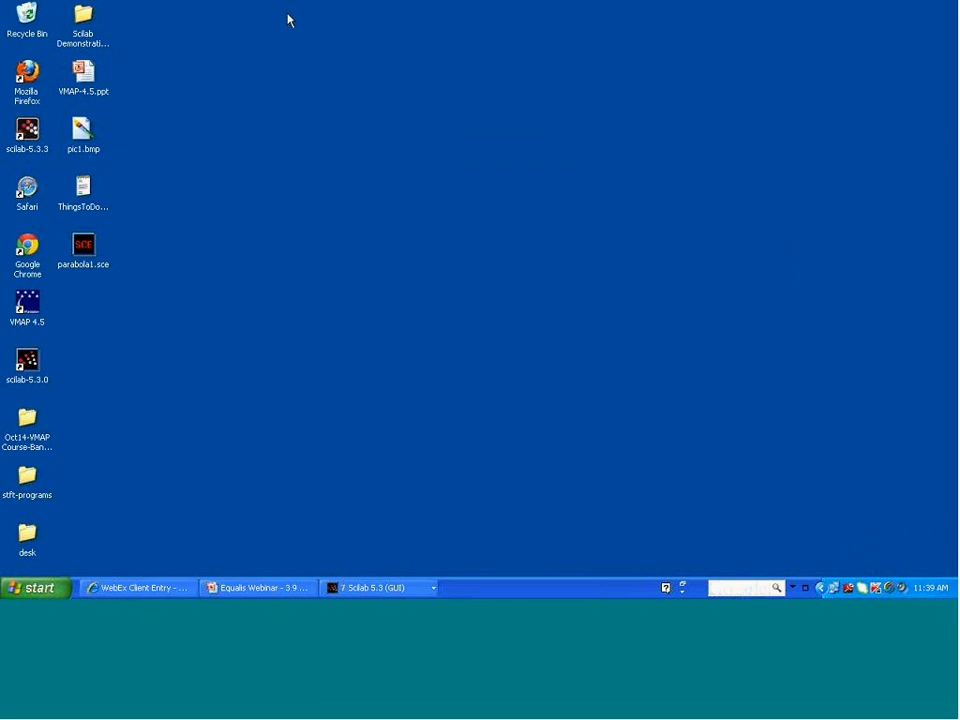 Recycle Bin
Scilab
Demonstrati...
Mozilla
Firefox
VMAP-4.5.ppt
scilab-5.3.3
pic1.bmp
Safari
ThingsToDo...
Google
Chrome
SCE
parabola1.sce
VMAP 4.5
scilab-5.3.0
Oct14-VMAP
Course-Ban...
stft-programs
desk
start
WebEx Client Entry - ...
Equalis Webinar - 3 9 ...
7 Scilab 5.3 (GUI)
11:39 AM